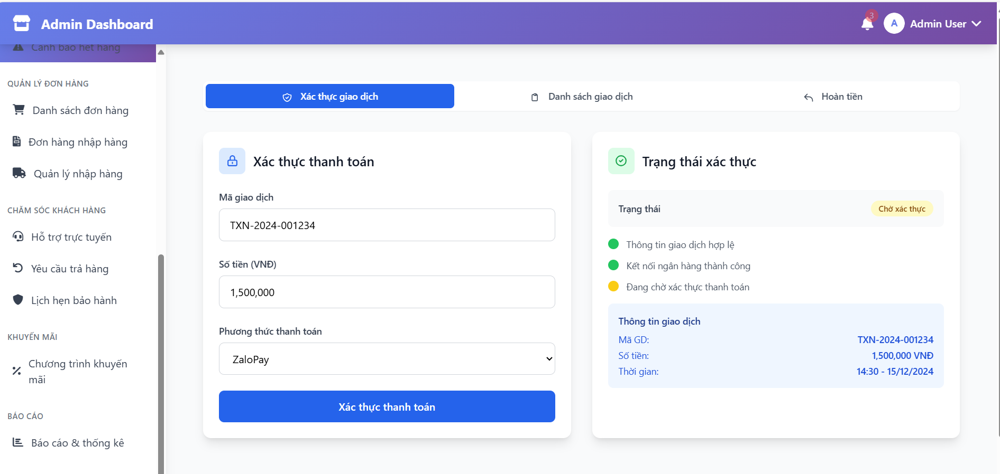 Admin Dashboard
3
A
Admin User
Cảnh báo hết hàng
QUẢN LÝ ĐƠN HÀNG
Danh sách đơn hàng
Đơn hàng nhập hàng
Quản lý nhập hàng
CHĂM SÓC KHÁCH HÀNG
Hỗ trợ trực tuyến
Yêu cầu trả hàng
Lịch hẹn bảo hành
KHUYẾN MÃI
Chương trình khuyến
mãi
BÁO CÁO
Báo cáo & thống kê
Xác thực giao dịch
Danh sách giao dịch
Hoàn tiền
Xác thực thanh toán
Mã giao dịch
TXN-2024-001234
Số tiền (VNĐ)
1,500,000
Phương thức thanh toán
ZaloPay
Xác thực thanh toán
Trạng thái xác thực
Trạng thái
Chờ xác thực
Thông tin giao dịch hợp lệ
Kết nối ngân hàng thành công
Đang chờ xác thực thanh toán
Thông tin giao dịch
Mã GD:
TXN-2024-001234
Số tiền:
1,500,000 VNĐ
Thời gian:
14:30 - 15/12/2024